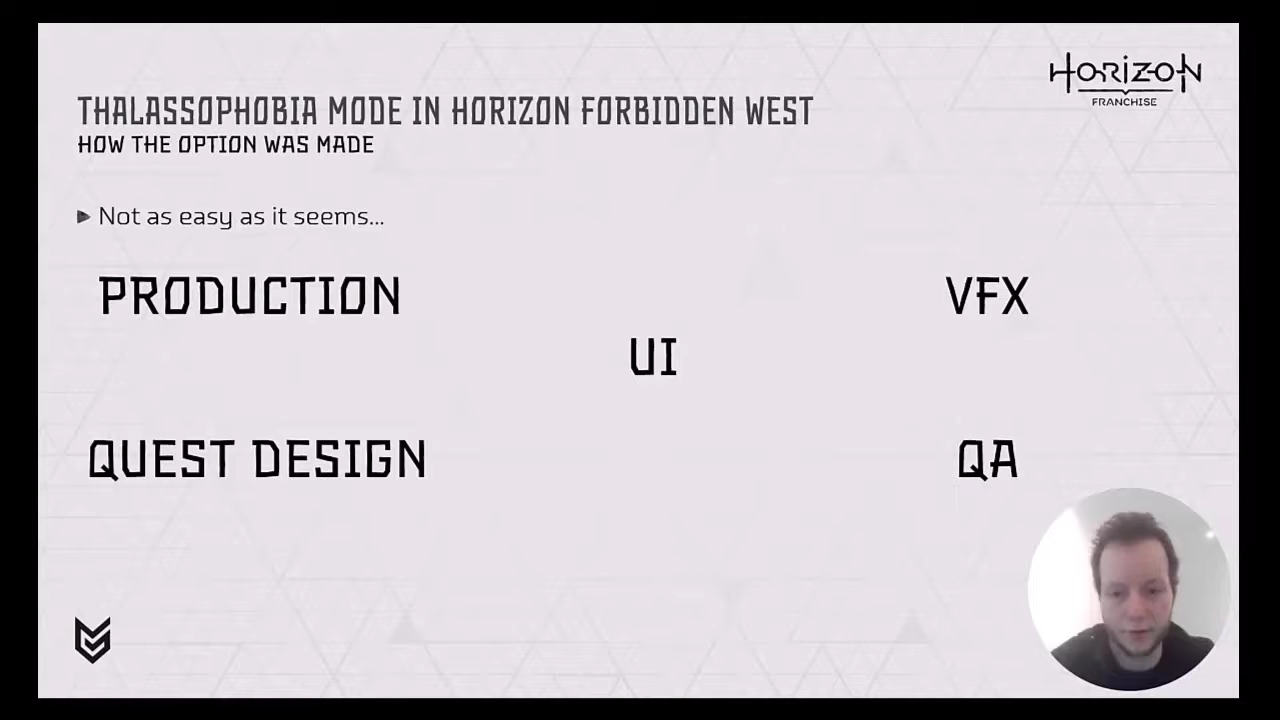 HORIZON
FRANCHISE
THALASSOPHOBIA MODE IN HORIZON FORBIDDEN WEST
HOW THE OPTION WAS MADE
Not as easy as it seems...
PRODUCTION
VFX
UI
QUEST DESIGN
QA